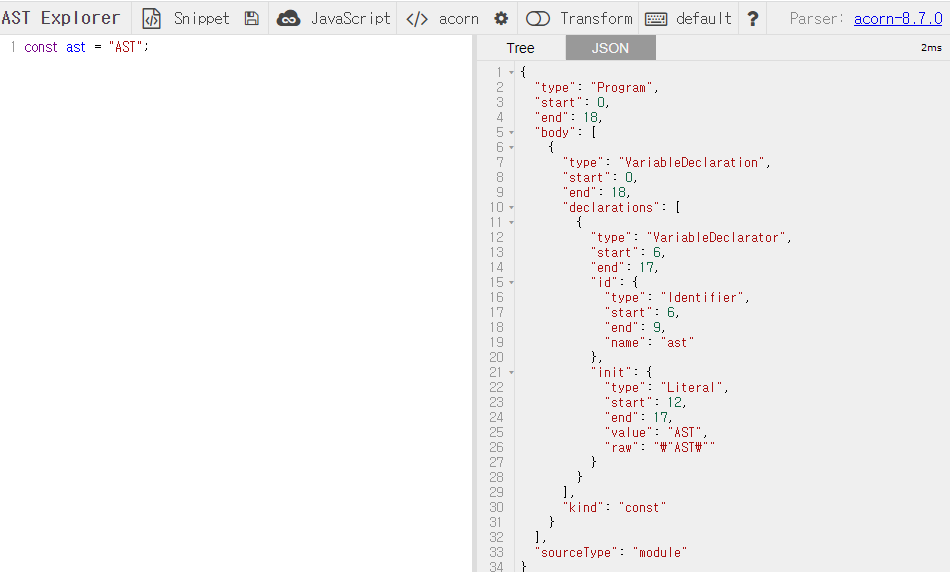 AST Explorer Snippet JavaScript </> acorn Transform default ? Parser: acorn-8.7.0
1 const ast = "AST";
Tree JSON 2ms
1 {
2 "type": "Program",
3 "start": 0,
4 "end": 18,
5 "body": [
6 {
7 "type": "VariableDeclaration",
8 "start": 0,
9 "end": 18,
10 "declarations": [
11 {
12 "type": "VariableDeclarator",
13 "start": 6,
14 "end": 17,
15 "id": {
16 "type": "Identifier",
17 "start": 6,
18 "end": 9,
19 "name": "ast"
20 },
21 "init": {
22 "type": "Literal",
23 "start": 12,
24 "end": 17,
25 "value": "AST",
26 "raw": "₩"AST₩""
27 }
28 }
29 ],
30 "kind": "const"
31 }
32 ],
33 "sourceType": "module"
34 }